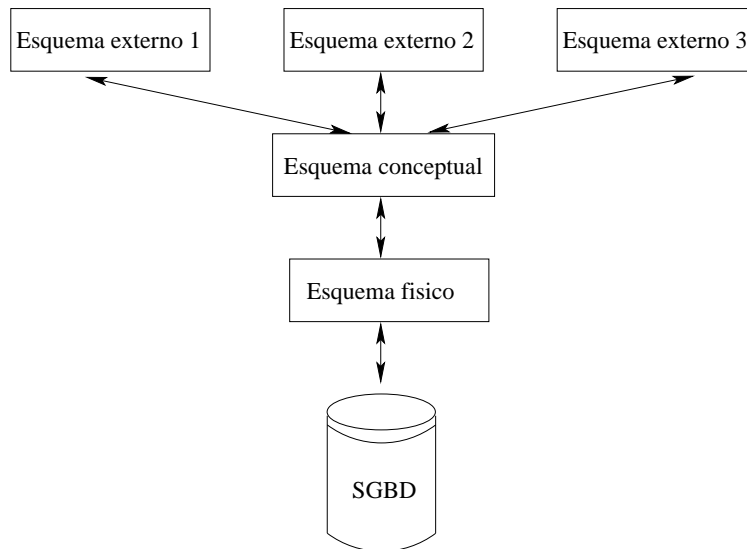 Esquema externo 1
Esquema externo 2
Esquema externo 3
Esquema conceptual
Esquema fisico
SGBD